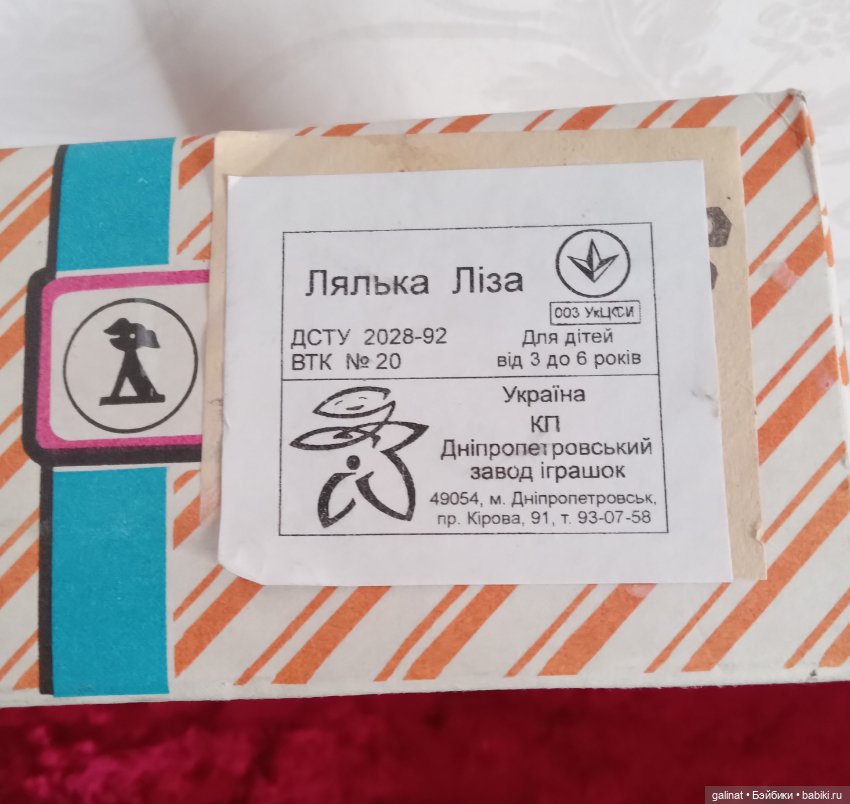 Лялька Ліза
003 УкЦСИ
ДСТУ 2028-92
ВТК № 20
Для дітей
від 3 до 6 років
Україна
КП
Дніпропетровський
завод іграшок
49054, м. Дніпропетровськ,
пр. Кірова, 91, т. 93-07-58
galinat • Бэйбики • babiki.ru